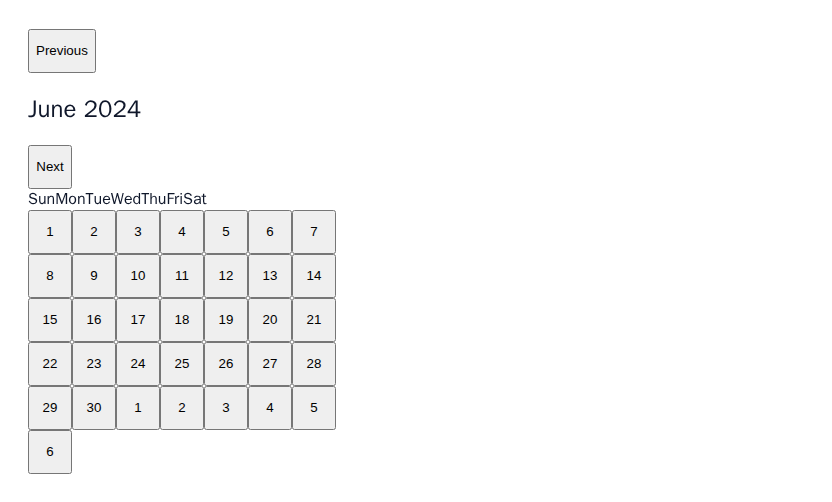 Previous
June 2024
Next
SunMonTueWedThuFriSat
1 2 3 4 5 6 7
8 9 10 11 12 13 14
15 16 17 18 19 20 21
22 23 24 25 26 27 28
29 30 1 2 3 4 5
6